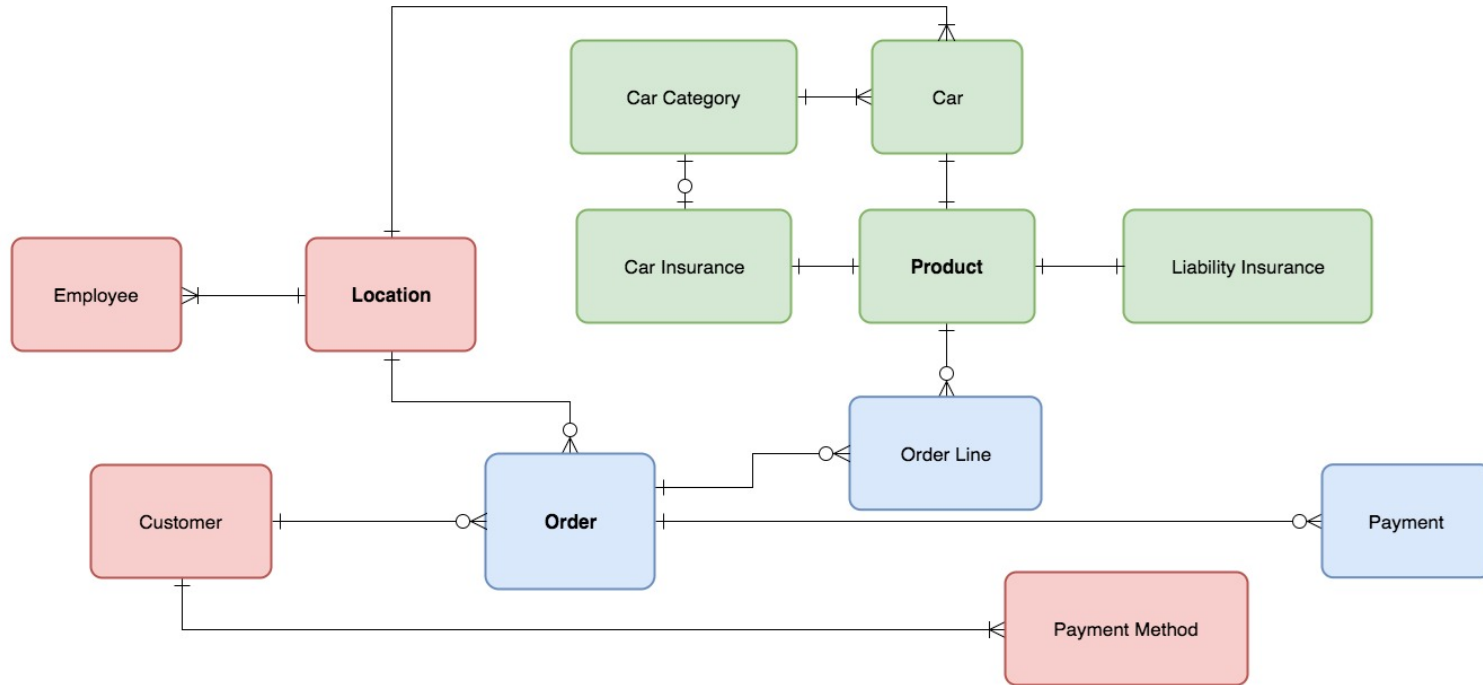 Car Category
Car
Employee
Location
Car Insurance
Product
Liability Insurance
Customer
Order
Order Line
Payment
Payment Method